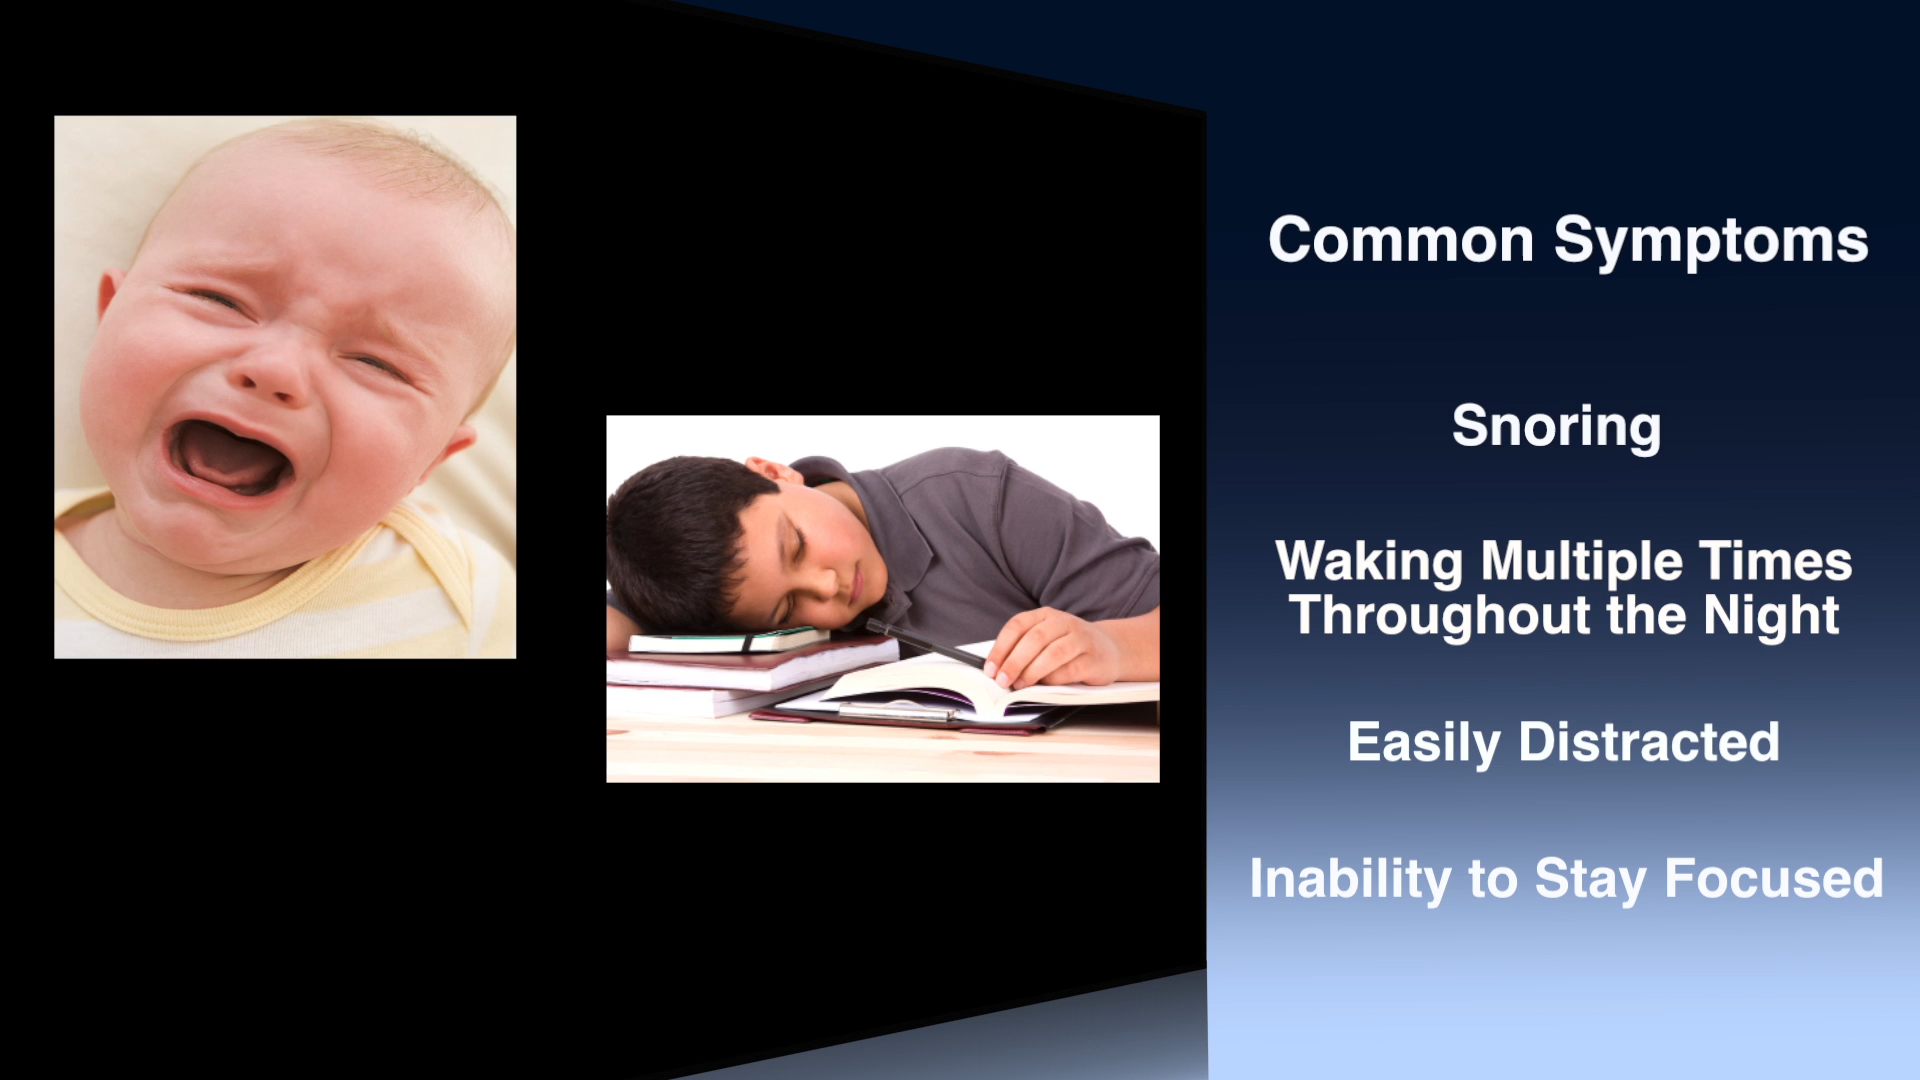 Common Symptoms
Snoring
Waking Multiple Times
Throughout the Night
Easily Distracted
Inability to Stay Focused